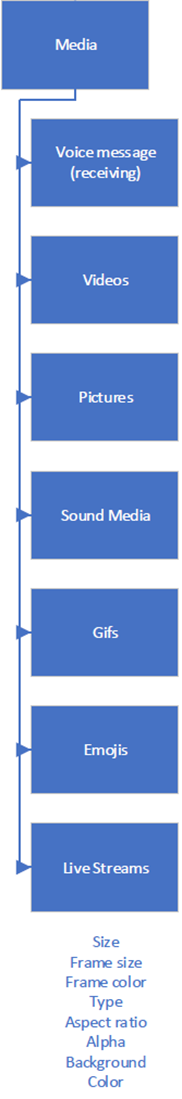 Media
Voice message
(receiving)
Videos
Pictures
Sound Media
Gifs
Emojis
Live Streams
Size
Frame size
Frame color
Type
Aspect ratio
Alpha
Background
Color